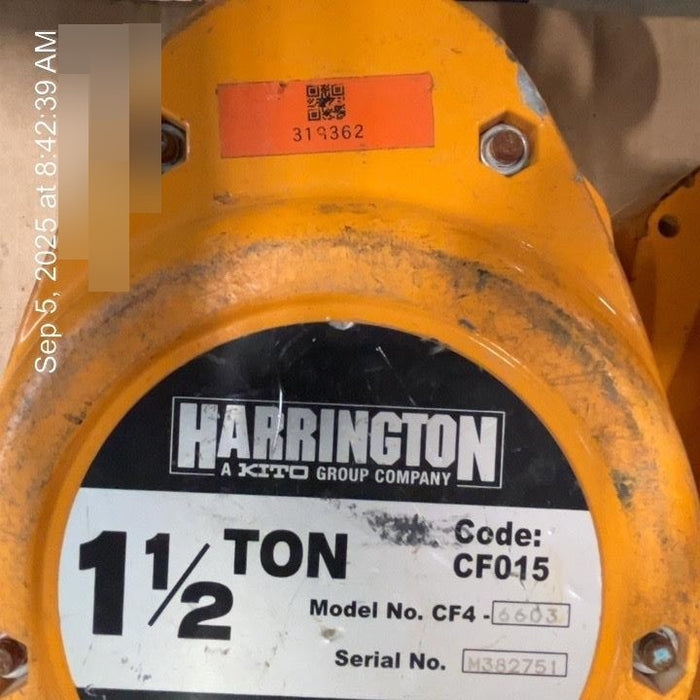 Sep 5, 2025 at 8:42:39 AM
319362
HARRINGTON
A KITO GROUP COMPANY
1 1/2 TON
Code:
CF015
Model No. CF4 - 6603
Serial No. M382751